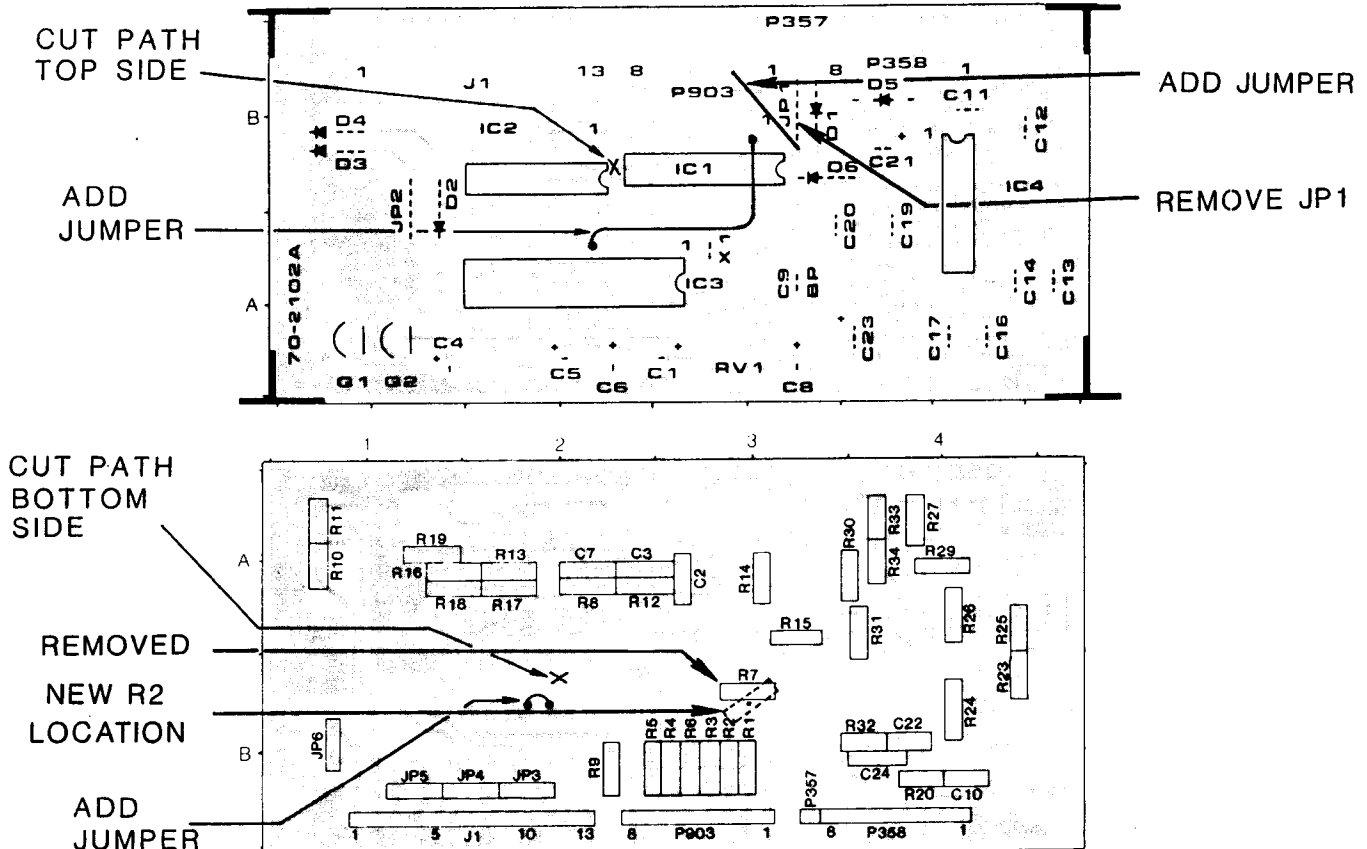 P357
CUT PATH
TOP SIDE
1
J1
13
8
P903
1
8
P358
1
D5
ADD JUMPER
C11
B
D4
D3
IC2
1
1
JP1
D1
1
C12
C21
IC1
D6
IC4
ADD
JUMPER
JP2
D2
REMOVE JP1
C20
C19
1
X1
70-2102A
A
IC3
C9
BP
C14
C13
C4
C23
C17
C16
Q1
Q2
C5
C6
C1
RV1
C8
1
2
3
4
CUT PATH
BOTTOM
SIDE
R11
R10
A
R19
R16
R13
R18
R17
C7
C3
R8
R12
C2
R14
R30
R33
R34
R27
R29
R15
R31
R26
R25
R23
REMOVED
R7
NEW R2
LOCATION
R24
JP6
B
R9
R5
R4
R6
R3
R2
R1
R32
C22
C24
R20
C10
JP5
JP4
JP3
ADD
JUMPER
1
5
J1
10
13
8
P903
1
P357
6
P358
1